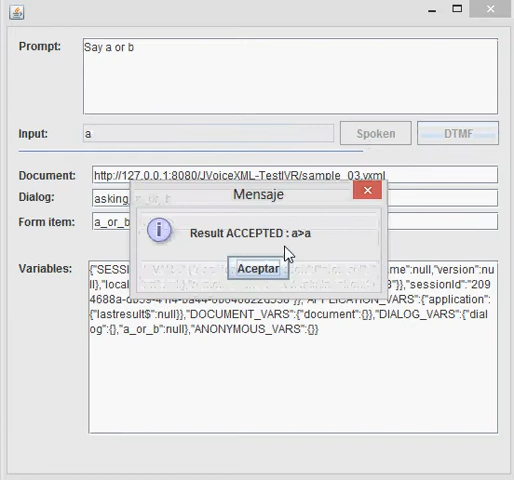 Prompt:
Say a or b
Input:
a
Spoken
DTMF
Document:
http://127.0.0.1:8080/JVoiceXML-TestIVR/sample_03.vxml
Dialog:
asking
Form item:
a_or_b
Mensaje
Result ACCEPTED : a>a
Aceptar
Variables:
{"SESSI me":null,"version":nu
ll},"local 8"}},"sessionId":"209
4688a- "APPLICATION_VARS":{"application":
{"lastresult$":null}},"DOCUMENT_VARS":{"document":{}},"DIALOG_VARS":{"dialo
g":{},"a_or_b":null},"ANONYMOUS_VARS":{}}